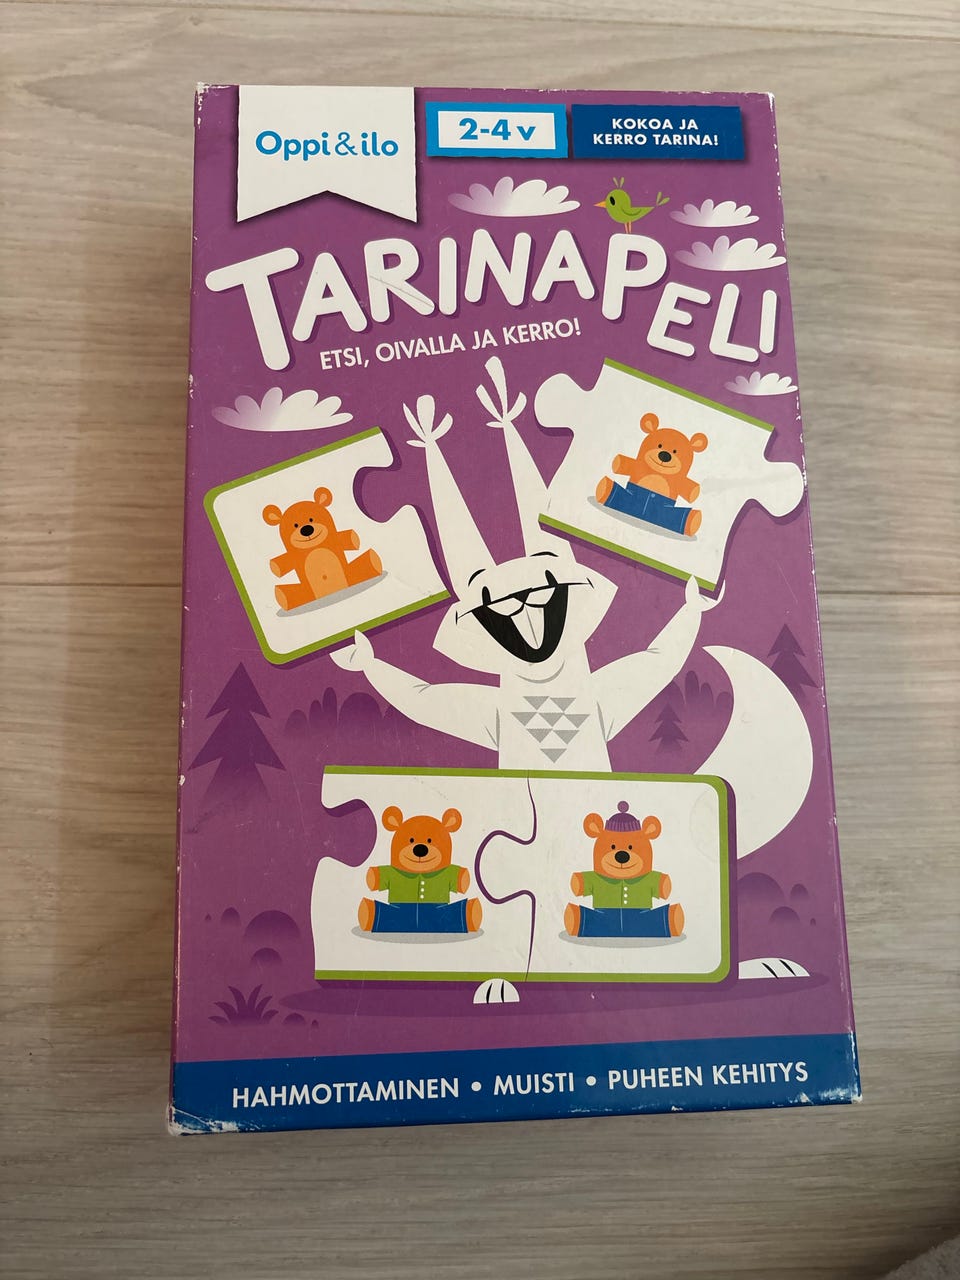 Oppi&ilo
2-4 v
KOKOA JA
KERRO TARINA!
TARINAPELI
ETSI, OIVALLA JA KERRO!
HAHMOTTAMINEN • MUISTI • PUHEEN KEHITYS